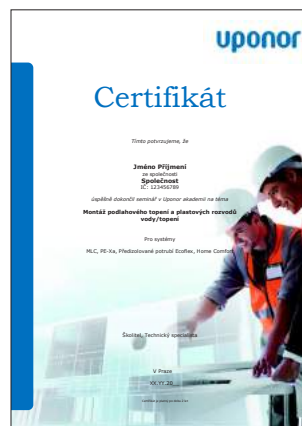 uponor
Certifikát
Tímto potvrzujeme, že
Jméno Příjmení
ze společnosti
Společnost
IČ: 123456789
úspěšně dokončil seminář v Uponor akademii na téma
Montáž podlahového topení a plastových rozvodů
vody/topení
Pro systémy
MLC, PE-Xa, Předizolované potrubí Ecoflex, Home Comfort
Školitel, Technický specialista
V Praze
XX.YY.20